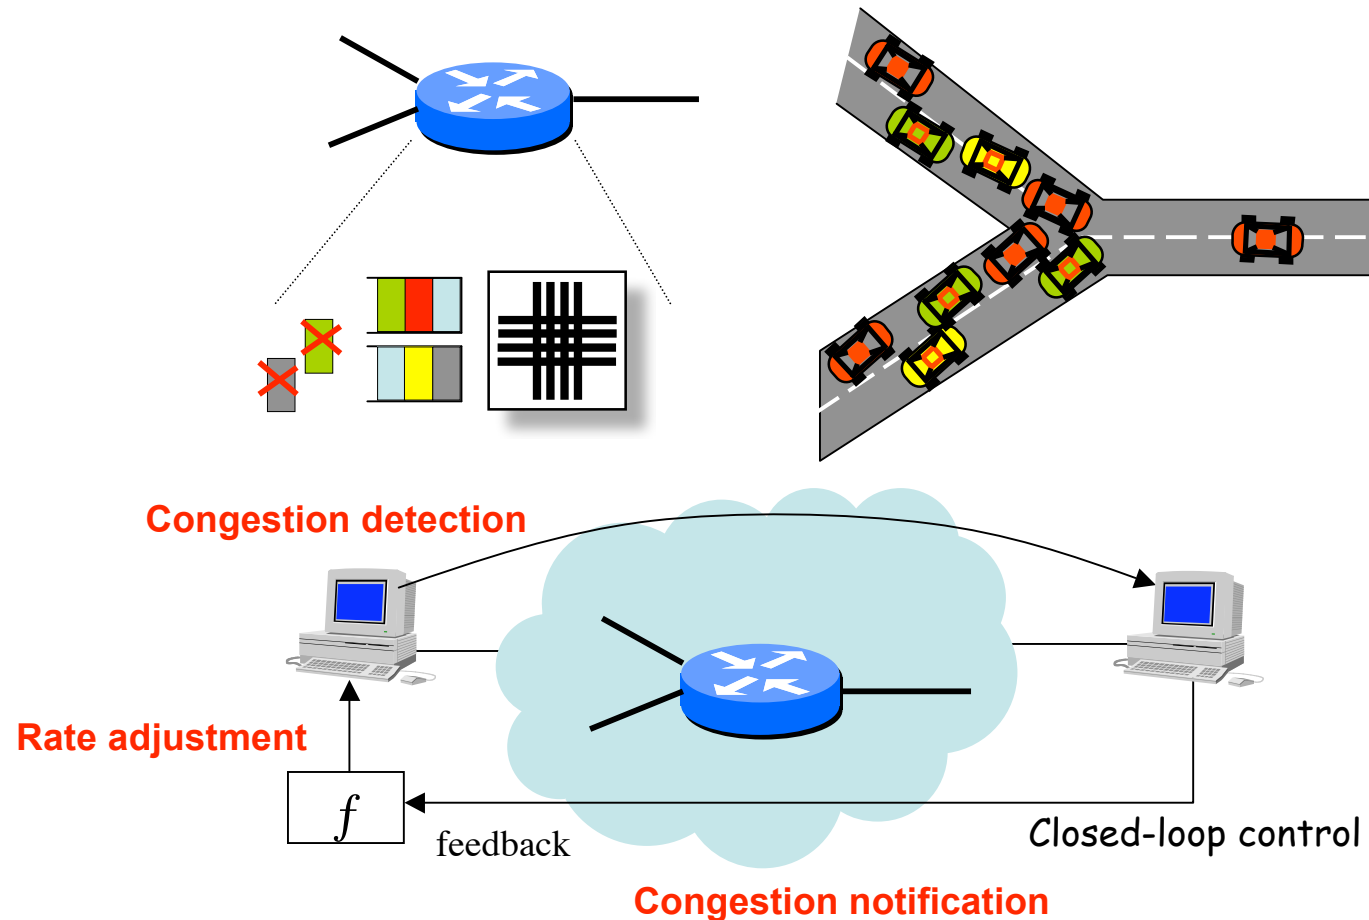 Congestion detection
Rate adjustment
f
feedback
Closed-loop control
Congestion notification